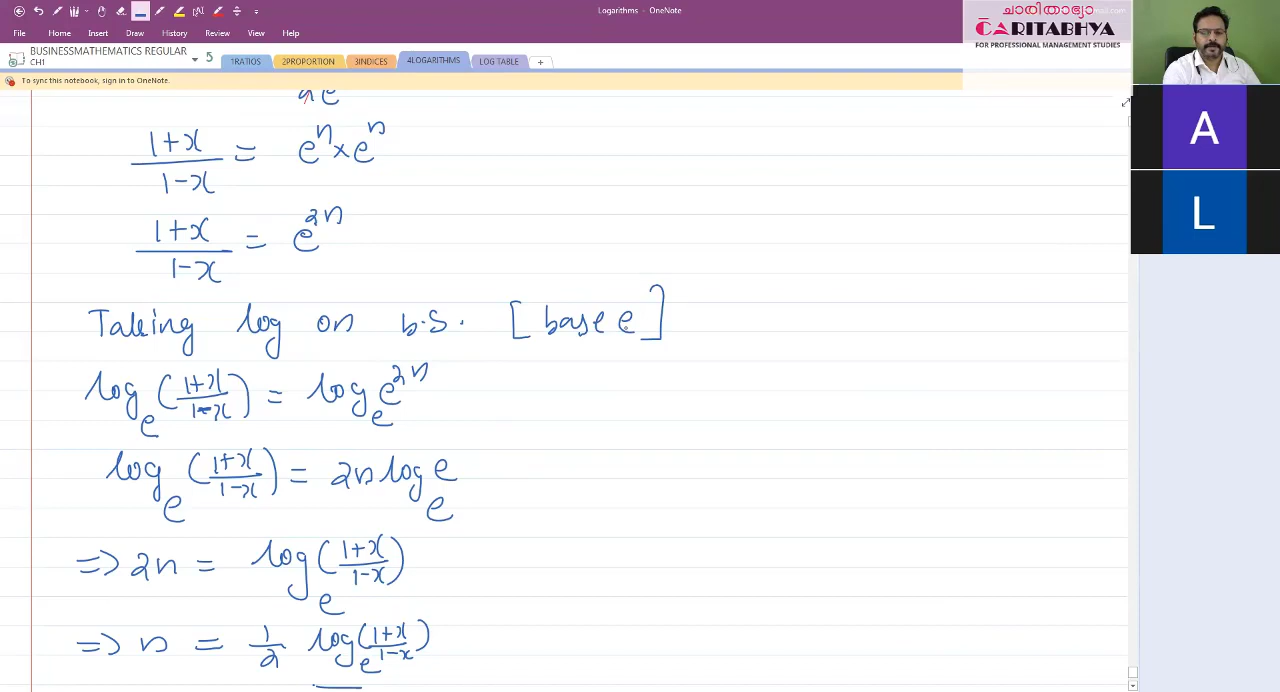 Logarithms - OneNote
ചാരിതാഭ്യാ
CARITABHYA
FOR PROFESSIONAL MANAGEMENT STUDIES
File Home Insert Draw History Review View Help
BUSINESSMATHEMATICS REGULAR
CH1
1RATIOS 2PROPORTION 3INDICES 4LOGARITHMS LOG TABLE +
To sync this notebook, sign in to OneNote.
(1+x)/(1-x) = e^n × e^n
(1+x)/(1-x) = e^2n
Taking log on b.s. [base e]
log_e ((1+x)/(1-x)) = log_e e^2n
log_e ((1+x)/(1-x)) = 2n log_e e
=> 2n = log_e ((1+x)/(1-x))
=> n = 1/2 log_e ((1+x)/(1-x))
A
L